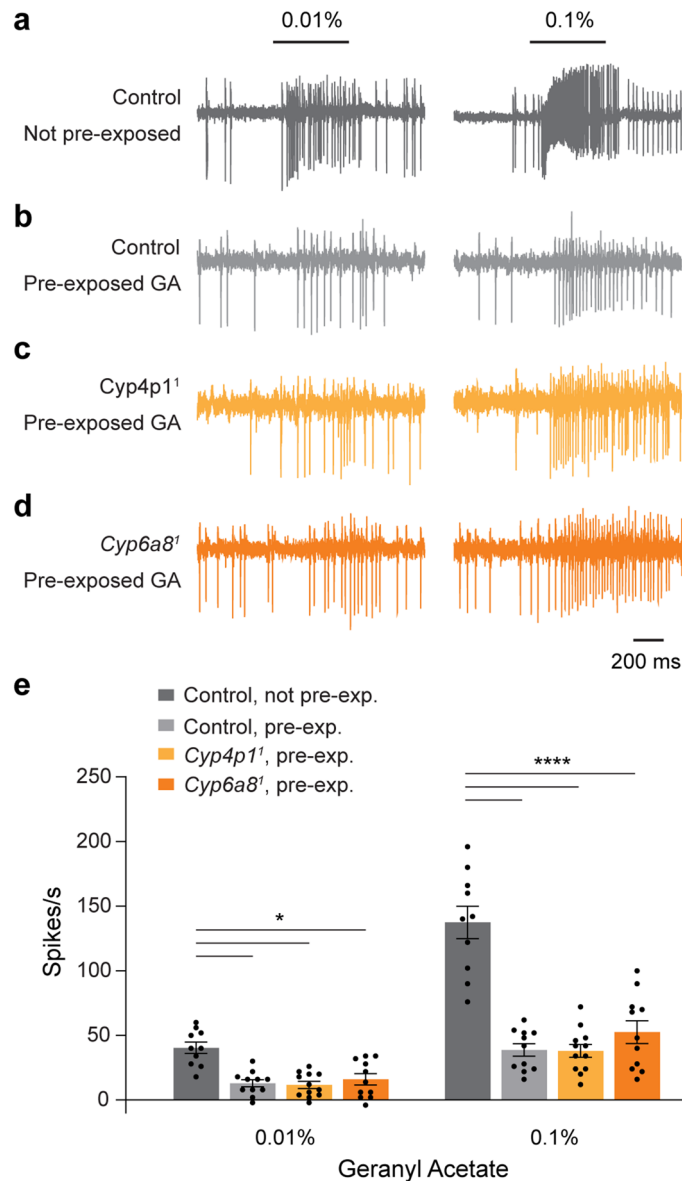 a
0.01%
0.1%
Control
Not pre-exposed
b
Control
Pre-exposed GA
c
Cyp4p1¹
Pre-exposed GA
d
Cyp6a8¹
Pre-exposed GA
200 ms
e
Control, not pre-exp.
Control, pre-exp.
Cyp4p1¹, pre-exp.
Cyp6a8¹, pre-exp.
250
200
150
100
50
0
Spikes/s
*
****
0.01%
0.1%
Geranyl Acetate